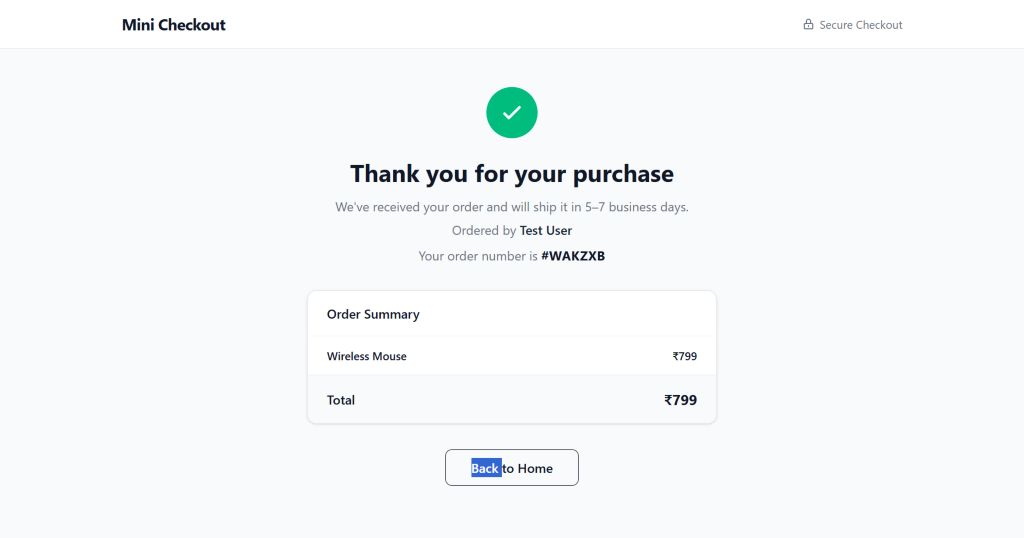 Mini Checkout
Secure Checkout
Thank you for your purchase
We've received your order and will ship it in 5–7 business days.
Ordered by Test User
Your order number is #WAKZXB
Order Summary
Wireless Mouse ₹799
Total ₹799
Back to Home